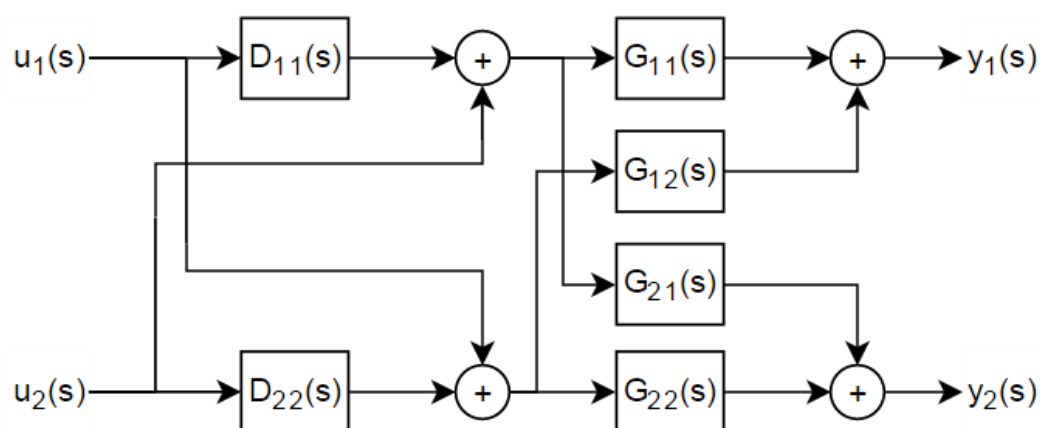 u1(s) D11(s) + G11(s) + y1(s)
G12(s)
G21(s)
u2(s) D22(s) + G22(s) + y2(s)